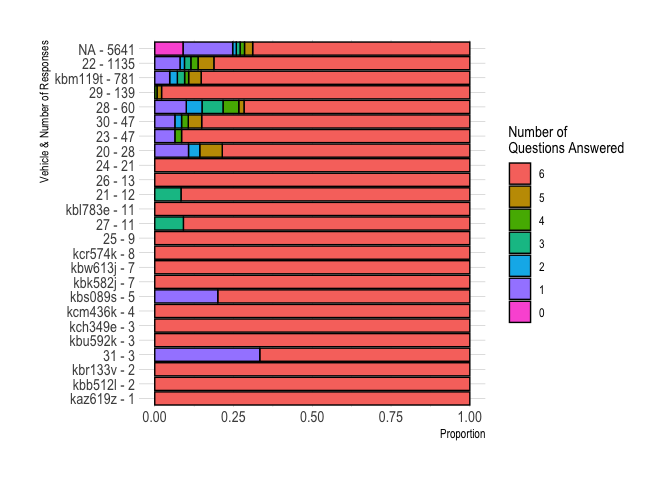 Vehicle & Number of Responses
NA - 5641
22 - 1135
kbm119t - 781
29 - 139
28 - 60
30 - 47
23 - 47
20 - 28
24 - 21
26 - 13
21 - 12
kbl783e - 11
27 - 11
25 - 9
kcr574k - 8
kbw613j - 7
kbk582j - 7
kbs089s - 5
kcm436k - 4
kch349e - 3
kbu592k - 3
31 - 3
kbr133v - 2
kbb512l - 2
kaz619z - 1
0.00 0.25 0.50 0.75 1.00
Proportion
Number of
Questions Answered
6
5
4
3
2
1
0